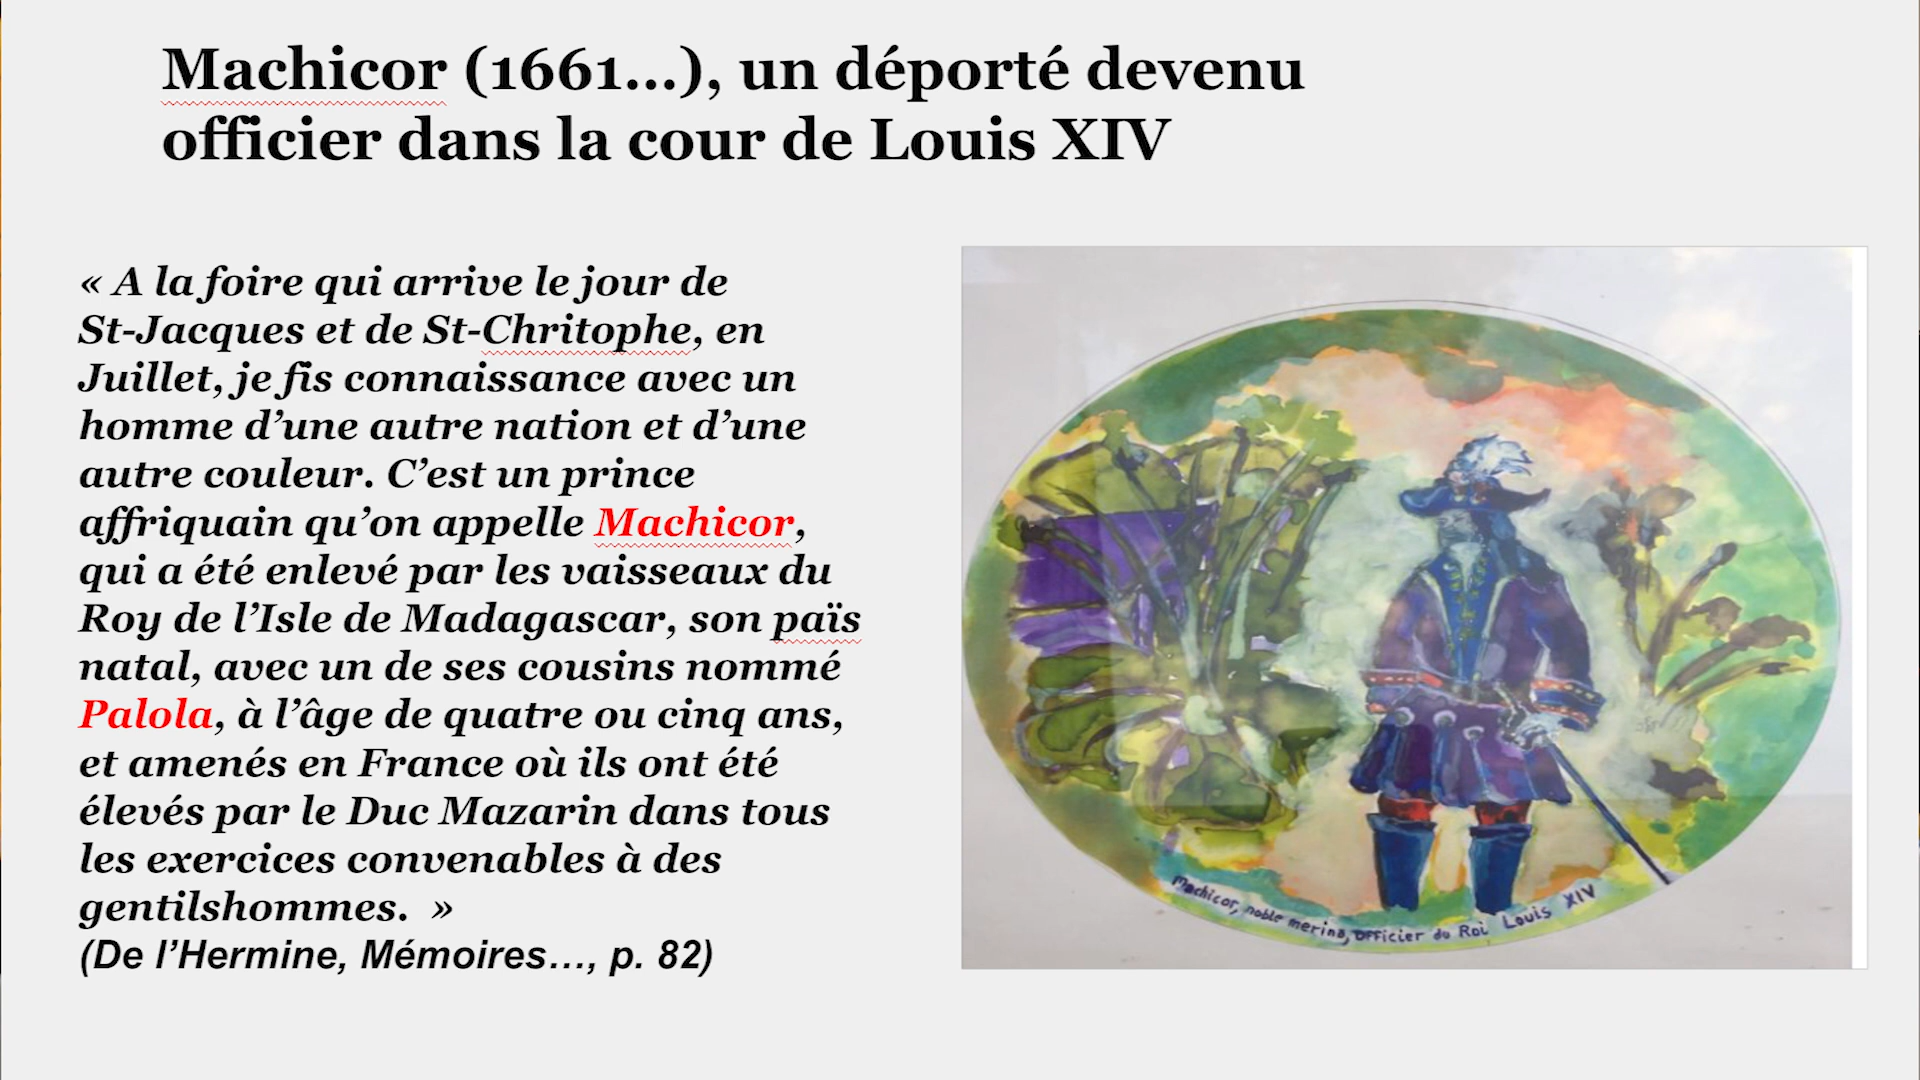 Machicor (1661...), un déporté devenu
officier dans la cour de Louis XIV
« A la foire qui arrive le jour de
St-Jacques et de St-Chritophe, en
Juillet, je fis connaissance avec un
homme d’une autre nation et d’une
autre couleur. C’est un prince
affriquain qu’on appelle Machicor,
qui a été enlevé par les vaisseaux du
Roy de l’Isle de Madagascar, son païs
natal, avec un de ses cousins nommé
Palola, à l’âge de quatre ou cinq ans,
et amenés en France où ils ont été
élevés par le Duc Mazarin dans tous
les exercices convenables à des
gentilshommes. »
(De l’Hermine, Mémoires…, p. 82)
Machicor, noble merina, officier du Roi Louis XIV